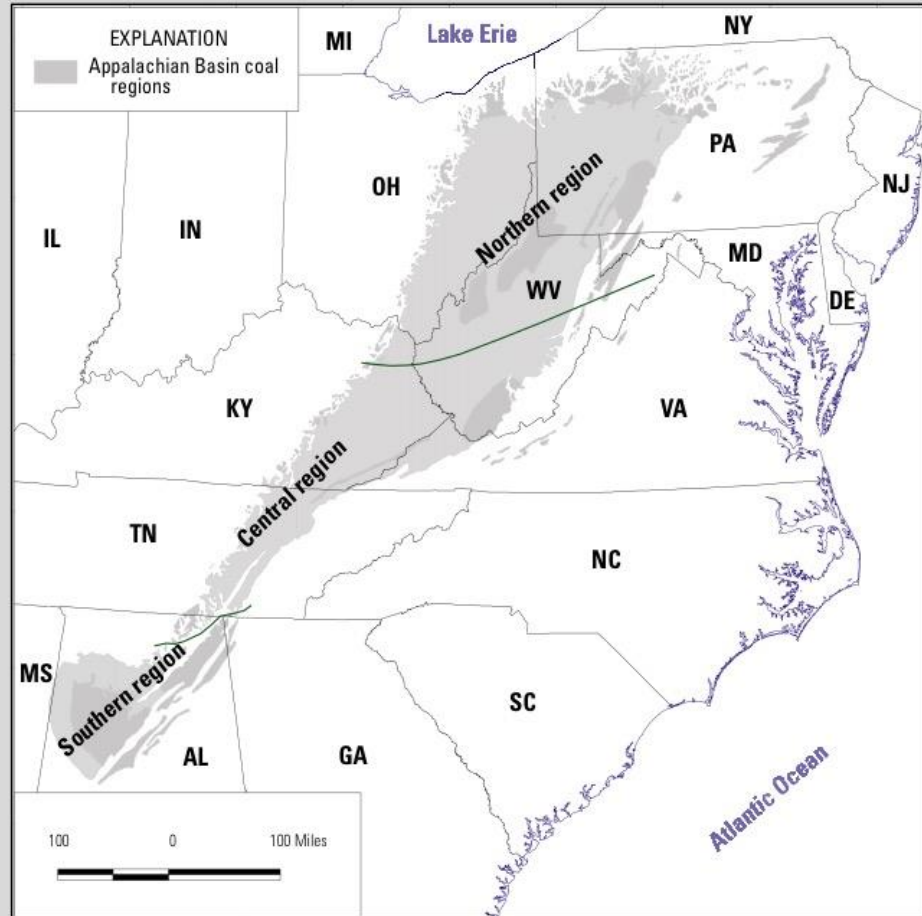 EXPLANATION
Appalachian Basin coal
regions
MI
Lake Erie
NY
PA
NJ
OH
Northern region
IL
IN
MD
WV
DE
KY
VA
Central region
TN
NC
MS
Southern region
SC
AL
GA
Atlantic Ocean
100 0 100 Miles